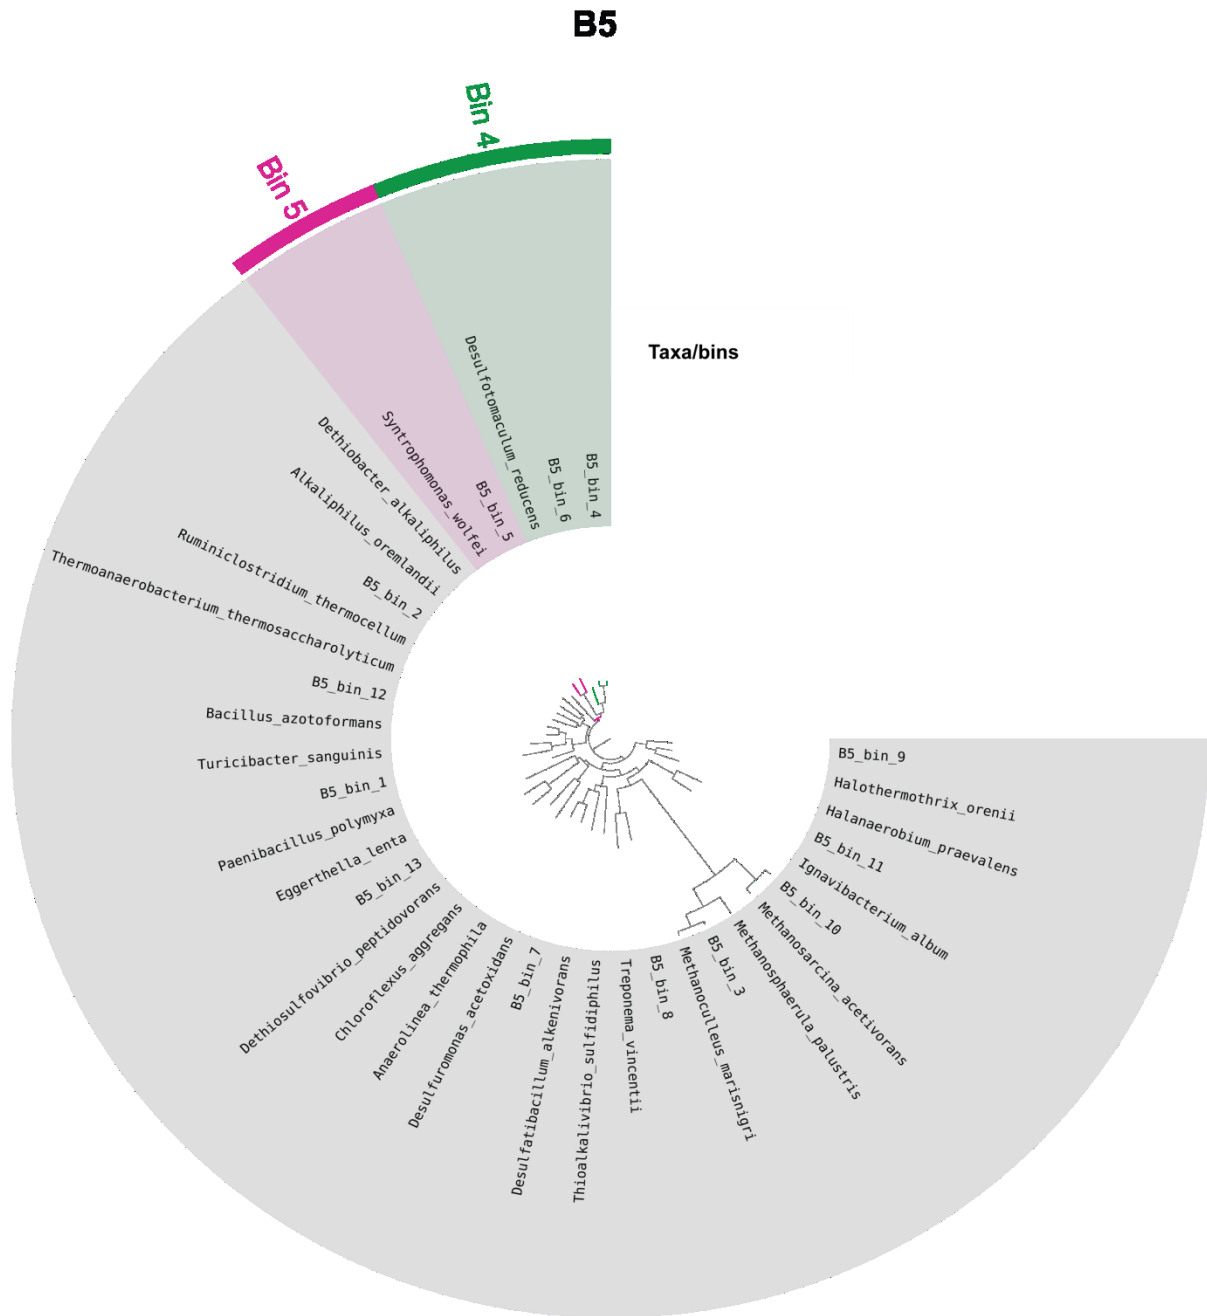 B5
Bin 4
Bin 5
Taxa/bins
B5_bin_4
B5_bin_6
Desulfotomaculum_reducens
B5_bin_5
Syntrophomonas_wolfei
Dethiobacter_alkaliphilus
Alkaliphilus_oremlandii
B5_bin_2
Ruminiclostridium_thermocellum
Thermoanaerobacterium_thermosaccharolyticum
B5_bin_12
Bacillus_azotoformans
Turicibacter_sanguinis
B5_bin_1
Paenibacillus_polymyxa
Eggerthella_lenta
B5_bin_13
Dethiosulfovibrio_peptidovorans
Chloroflexus_aggregans
Anaerolinea_thermophila
Desulfuromonas_acetoxidans
B5_bin_7
Desulfatibacillum_alkenivorans
Thioalkalivibrio_sulfidiphilus
Treponema_vincentii
B5_bin_8
Methanoculleus_marisnigri
B5_bin_3
Methanosphaerula_palustris
Methanosarcina_acetivorans
B5_bin_10
Ignavibacterium_album
B5_bin_11
Halanaerobium_praevalens
Halothermothrix_orenii
B5_bin_9